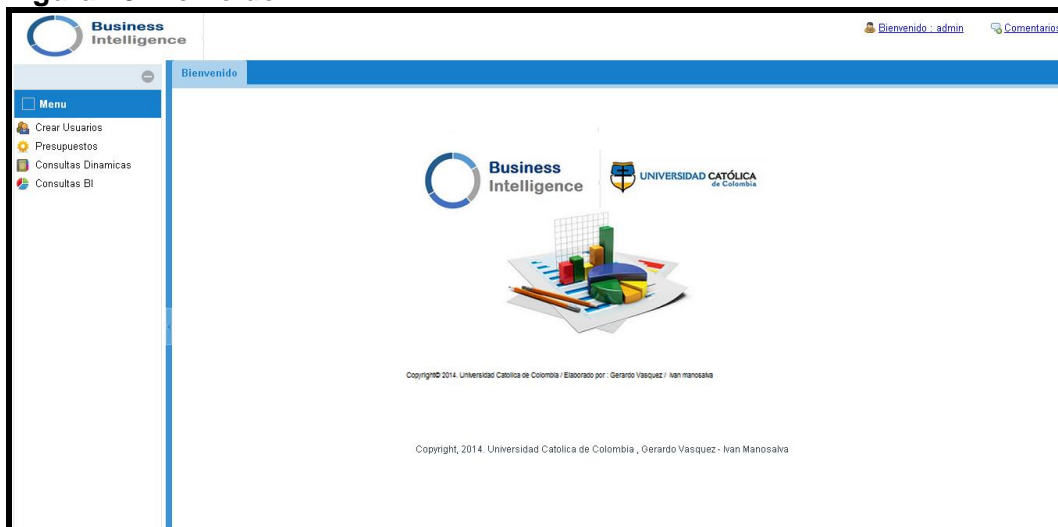 Business
Intelligence
Bienvenido : admin
Comentarios
Bienvenido
Menu
Crear Usuarios
Presupuestos
Consultas Dinamicas
Consultas BI
Business
Intelligence
UNIVERSIDAD CATÓLICA
de Colombia
Copyright© 2014. Universidad Catolica de Colombia / Elaborado por : Gerardo Vasquez / Ivan manosalva
Copyright, 2014. Universidad Catolica de Colombia , Gerardo Vasquez - Ivan Manosalva